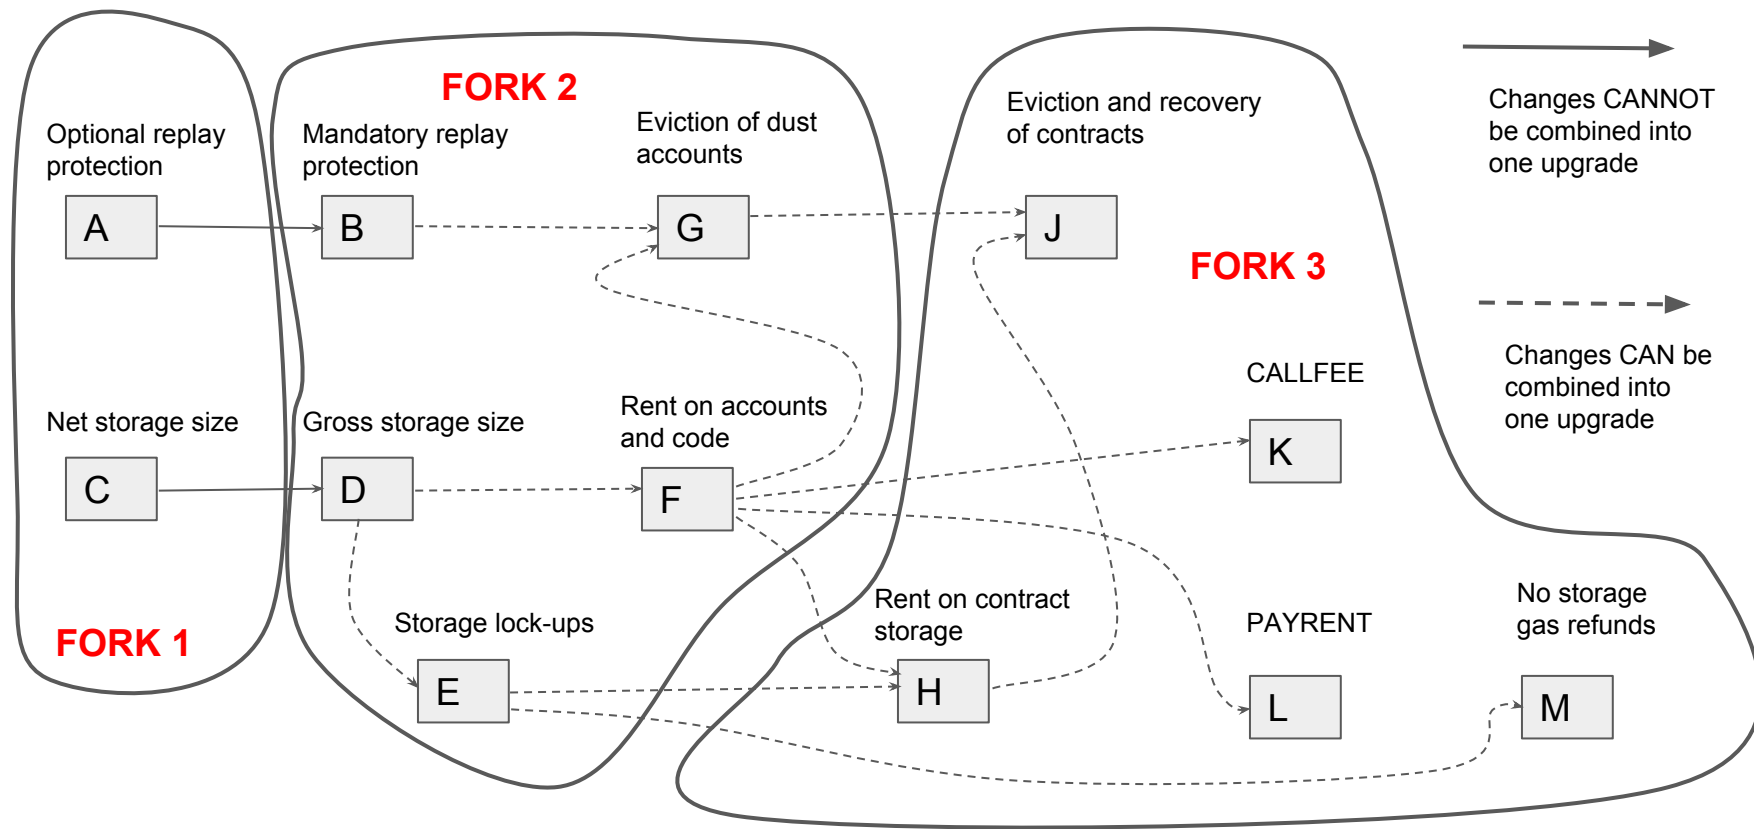 FORK 1
Optional replay
protection
A
Net storage size
C
FORK 2
Mandatory replay
protection
B
Eviction of dust
accounts
G
Gross storage size
D
Rent on accounts
and code
F
Storage lock-ups
E
FORK 3
Eviction and recovery
of contracts
J
CALLFEE
K
Rent on contract
storage
H
PAYRENT
L
No storage
gas refunds
M
Changes CANNOT
be combined into
one upgrade
Changes CAN be
combined into
one upgrade